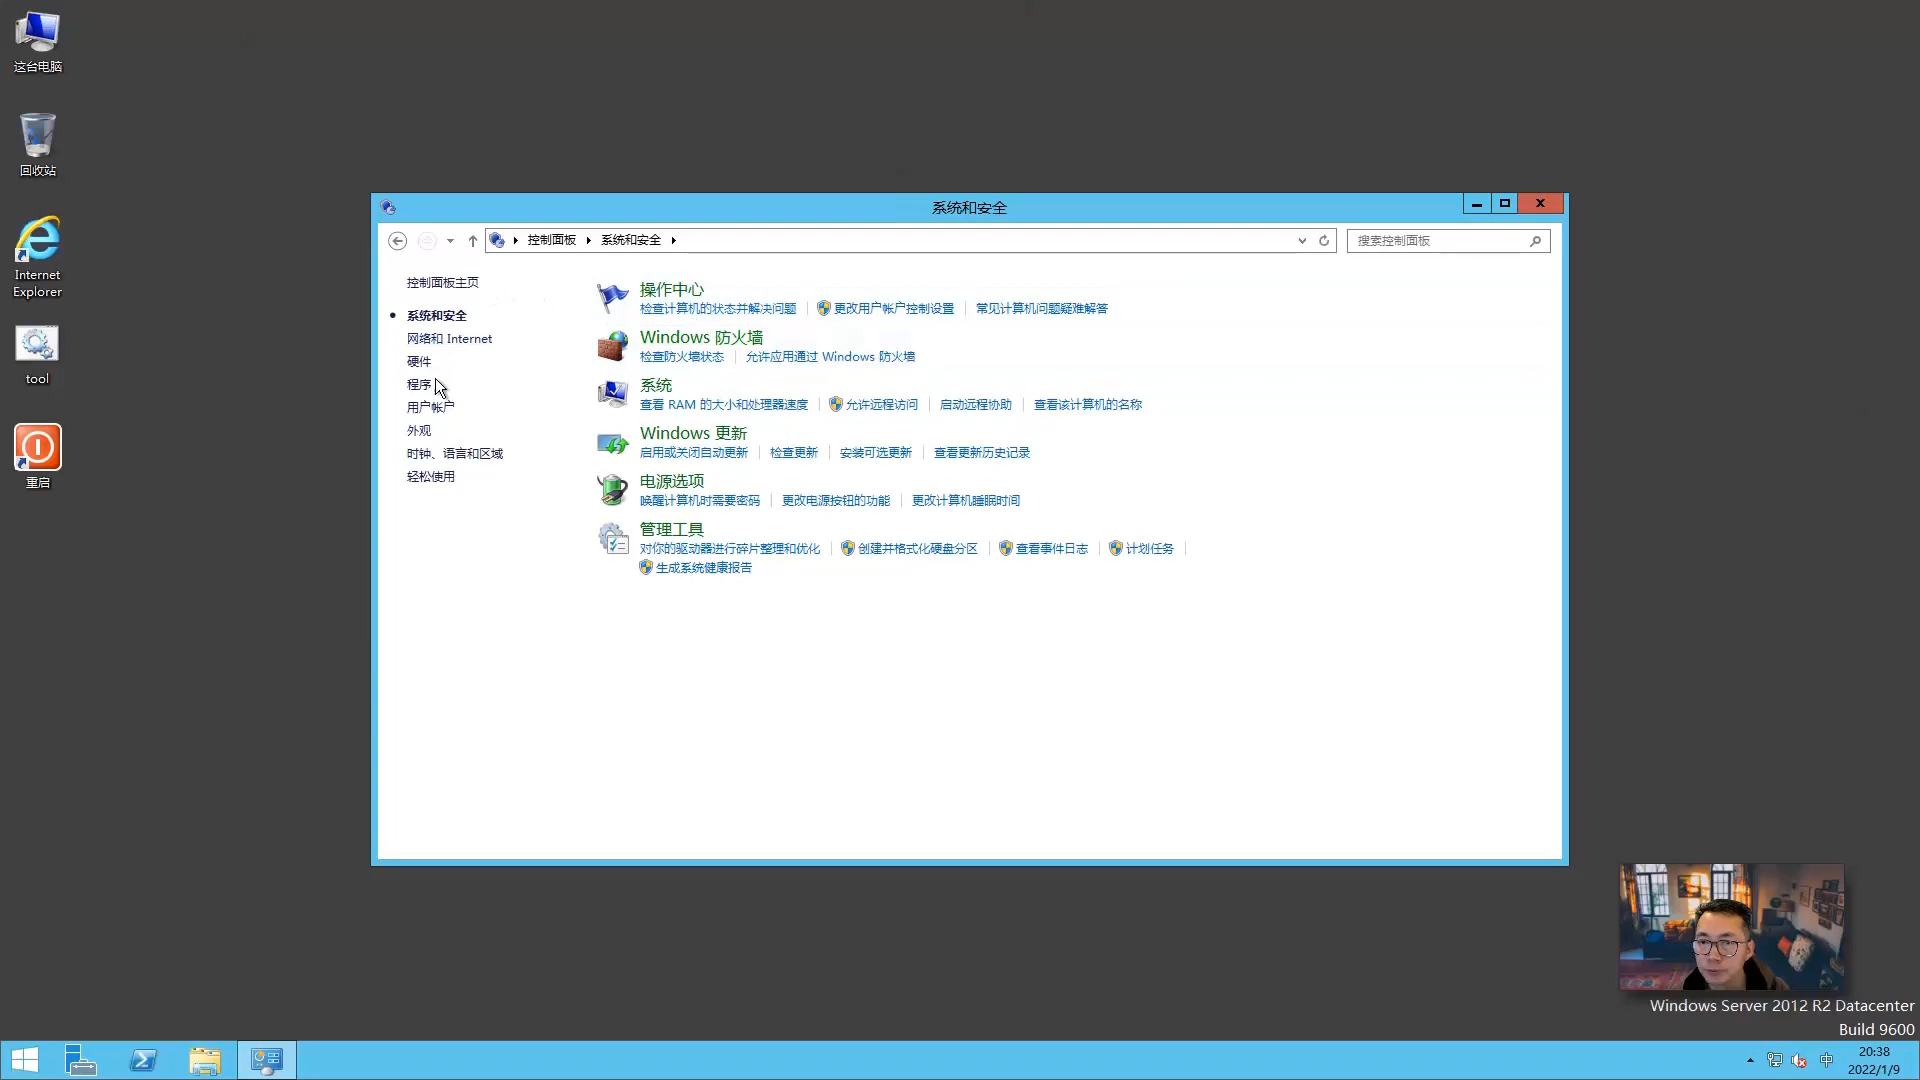 这台电脑
回收站
Internet
Explorer
tool
重启
系统和安全
控制面板 系统和安全
搜索控制面板
控制面板主页
系统和安全
网络和 Internet
硬件
程序
用户帐户
外观
时钟、语言和区域
轻松使用
操作中心
检查计算机的状态并解决问题 更改用户帐户控制设置 常见计算机问题疑难解答
Windows 防火墙
检查防火墙状态 允许应用通过 Windows 防火墙
系统
查看 RAM 的大小和处理器速度 允许远程访问 启动远程协助 查看该计算机的名称
Windows 更新
启用或关闭自动更新 检查更新 安装可选更新 查看更新历史记录
电源选项
唤醒计算机时需要密码 更改电源按钮的功能 更改计算机睡眠时间
管理工具
对你的驱动器进行碎片整理和优化 创建并格式化硬盘分区 查看事件日志 计划任务
生成系统健康报告
Windows Server 2012 R2 Datacenter
Build 9600
中
20:38
2022/1/9